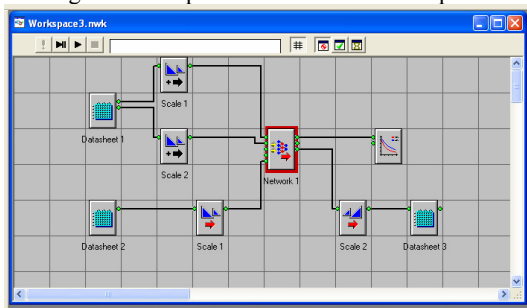 Workspace3.nwk
Scale 1
Datasheet 1
Scale 2
Network 1
Datasheet 2
Scale 1
Scale 2
Datasheet 3